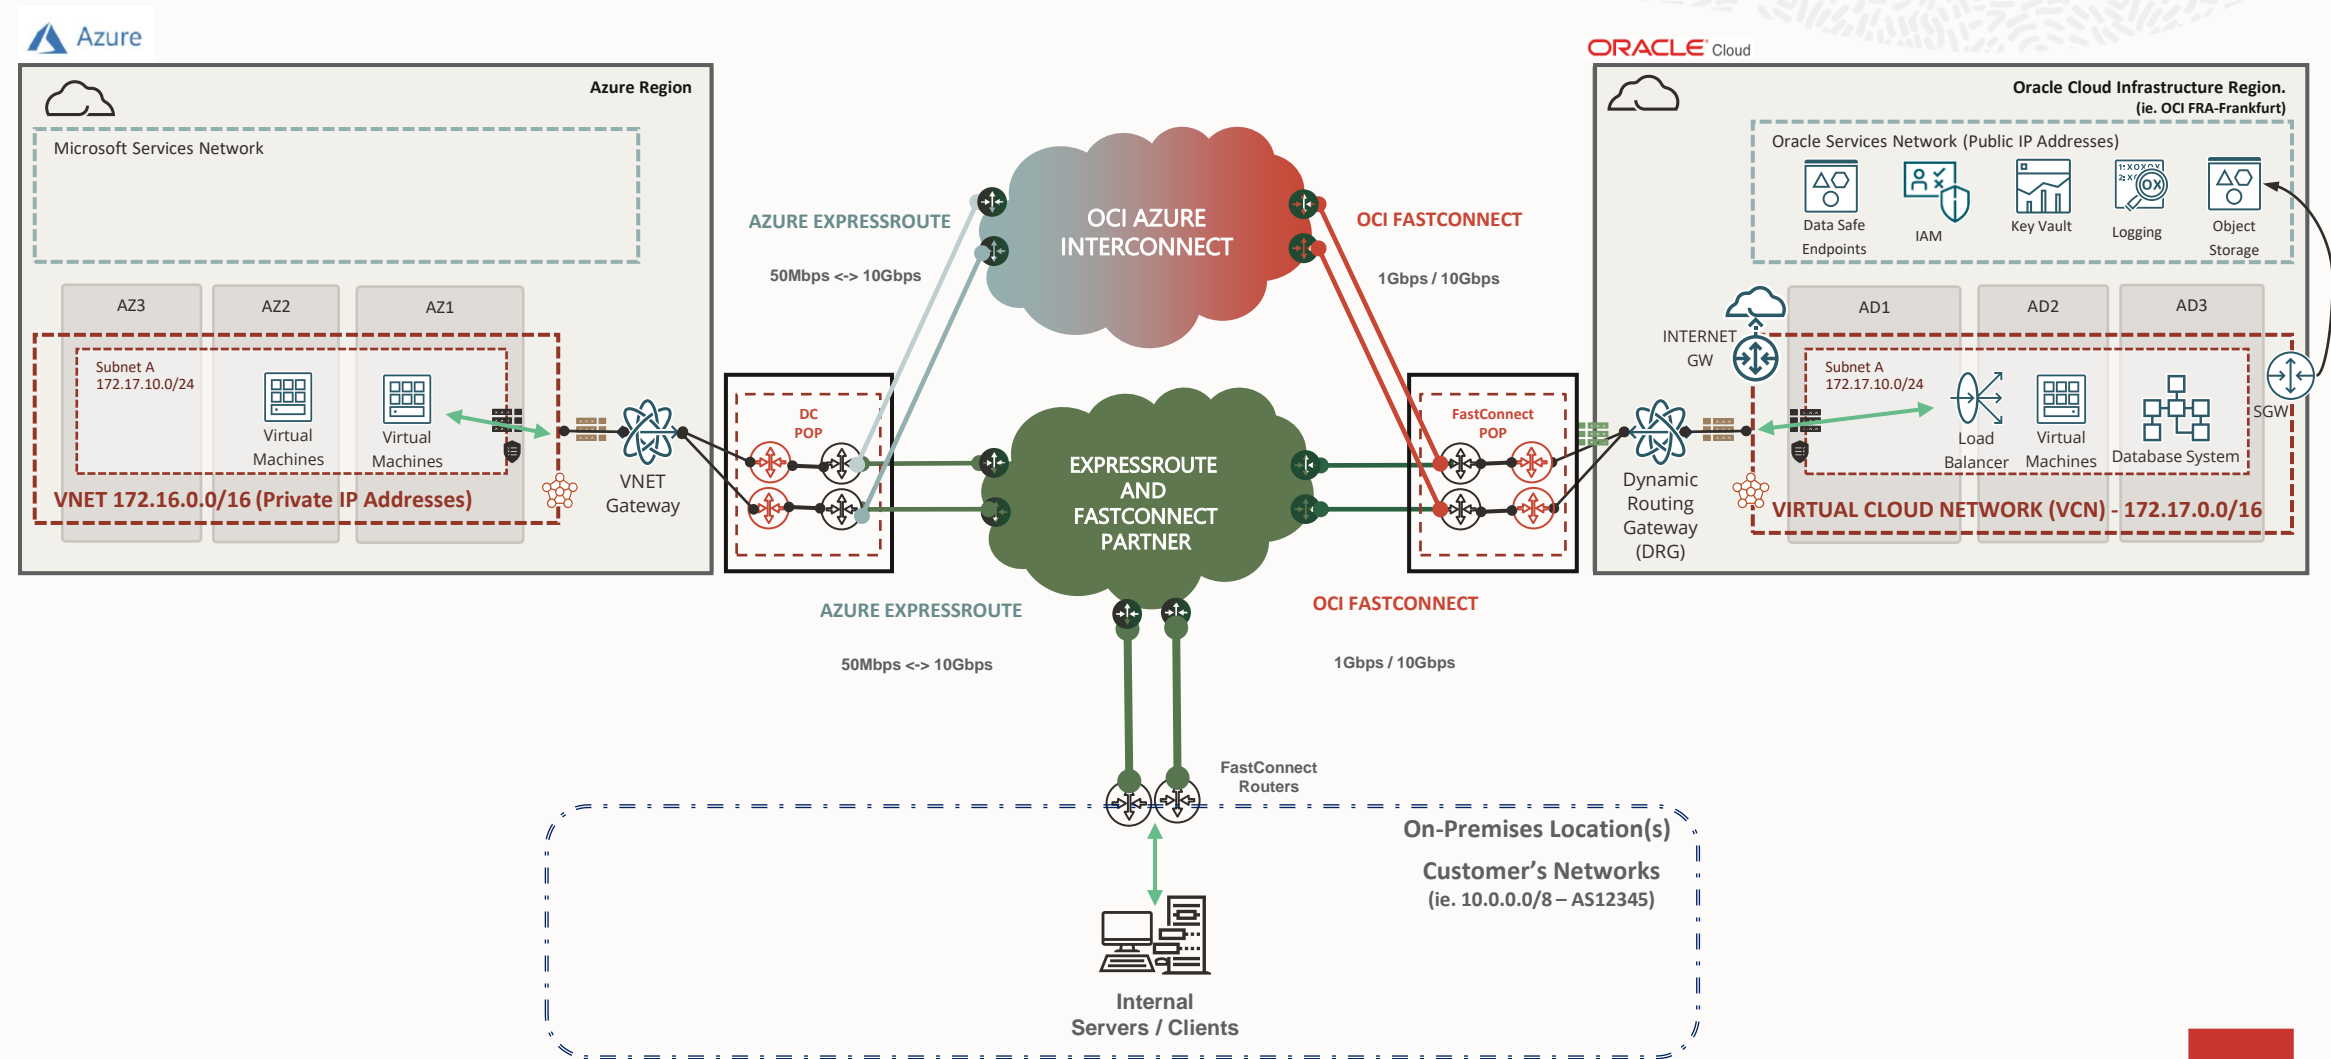 Azure
Azure Region
Microsoft Services Network
AZ3
AZ2
AZ1
Subnet A
172.17.10.0/24
Virtual
Machines
Virtual
Machines
VNET 172.16.0.0/16 (Private IP Addresses)
VNET
Gateway
DC
POP
AZURE EXPRESSROUTE
50Mbps <-> 10Gbps
OCI AZURE
INTERCONNECT
OCI FASTCONNECT
1Gbps / 10Gbps
EXPRESSROUTE
AND
FASTCONNECT
PARTNER
AZURE EXPRESSROUTE
50Mbps <-> 10Gbps
OCI FASTCONNECT
1Gbps / 10Gbps
FastConnect
POP
ORACLE Cloud
Oracle Cloud Infrastructure Region.
(ie. OCI FRA-Frankfurt)
Oracle Services Network (Public IP Addresses)
Data Safe
Endpoints
IAM
Key Vault
1:XOXOX
2:X
OX
Logging
Object
Storage
INTERNET
GW
AD1
AD2
AD3
Subnet A
172.17.10.0/24
Load
Balancer
Virtual
Machines
Database System
SGW
VIRTUAL CLOUD NETWORK (VCN) - 172.17.0.0/16
Dynamic
Routing
Gateway
(DRG)
FastConnect
Routers
On-Premises Location(s)
Customer's Networks
(ie. 10.0.0.0/8 – AS12345)
Internal
Servers / Clients